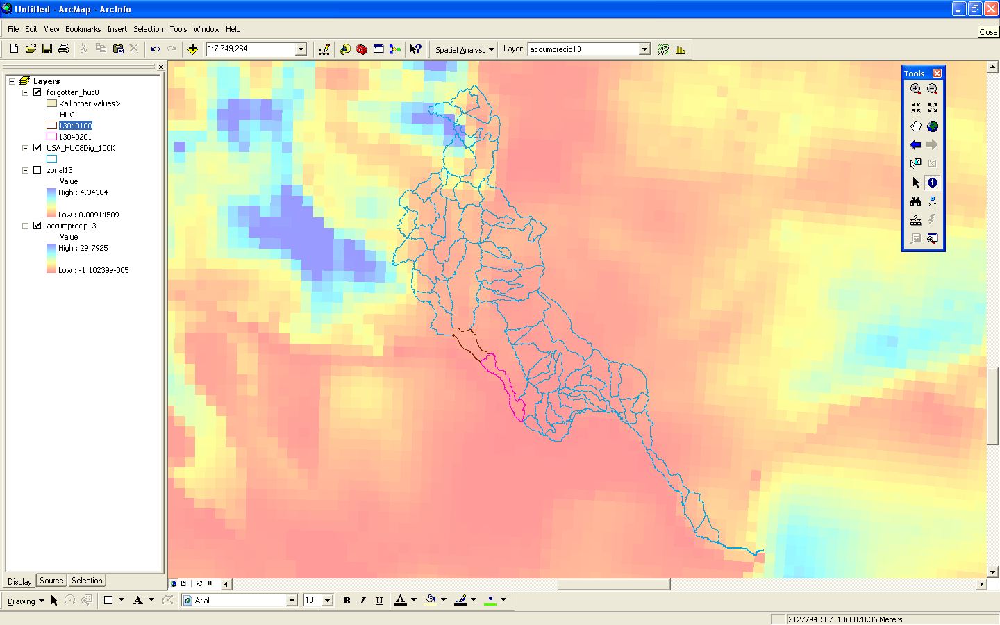 Untitled - ArcMap - ArcInfo
File Edit View Bookmarks Insert Selection Tools Window Help
Close
1:7,749,264
Spatial Analyst
Layer:
accumprecip13
Layers
forgotten_huc8
<all other values>
HUC
13040100
13040201
USA_HUC8Dig_100K
zonal13
Value
High : 4.34304
Low : 0.00914509
accumprecip13
Value
High : 29.7925
Low : -1.10239e-005
Tools
XY
Display Source Selection
Drawing
A
Arial
10
B I U A
2127794.587 1868870.36 Meters